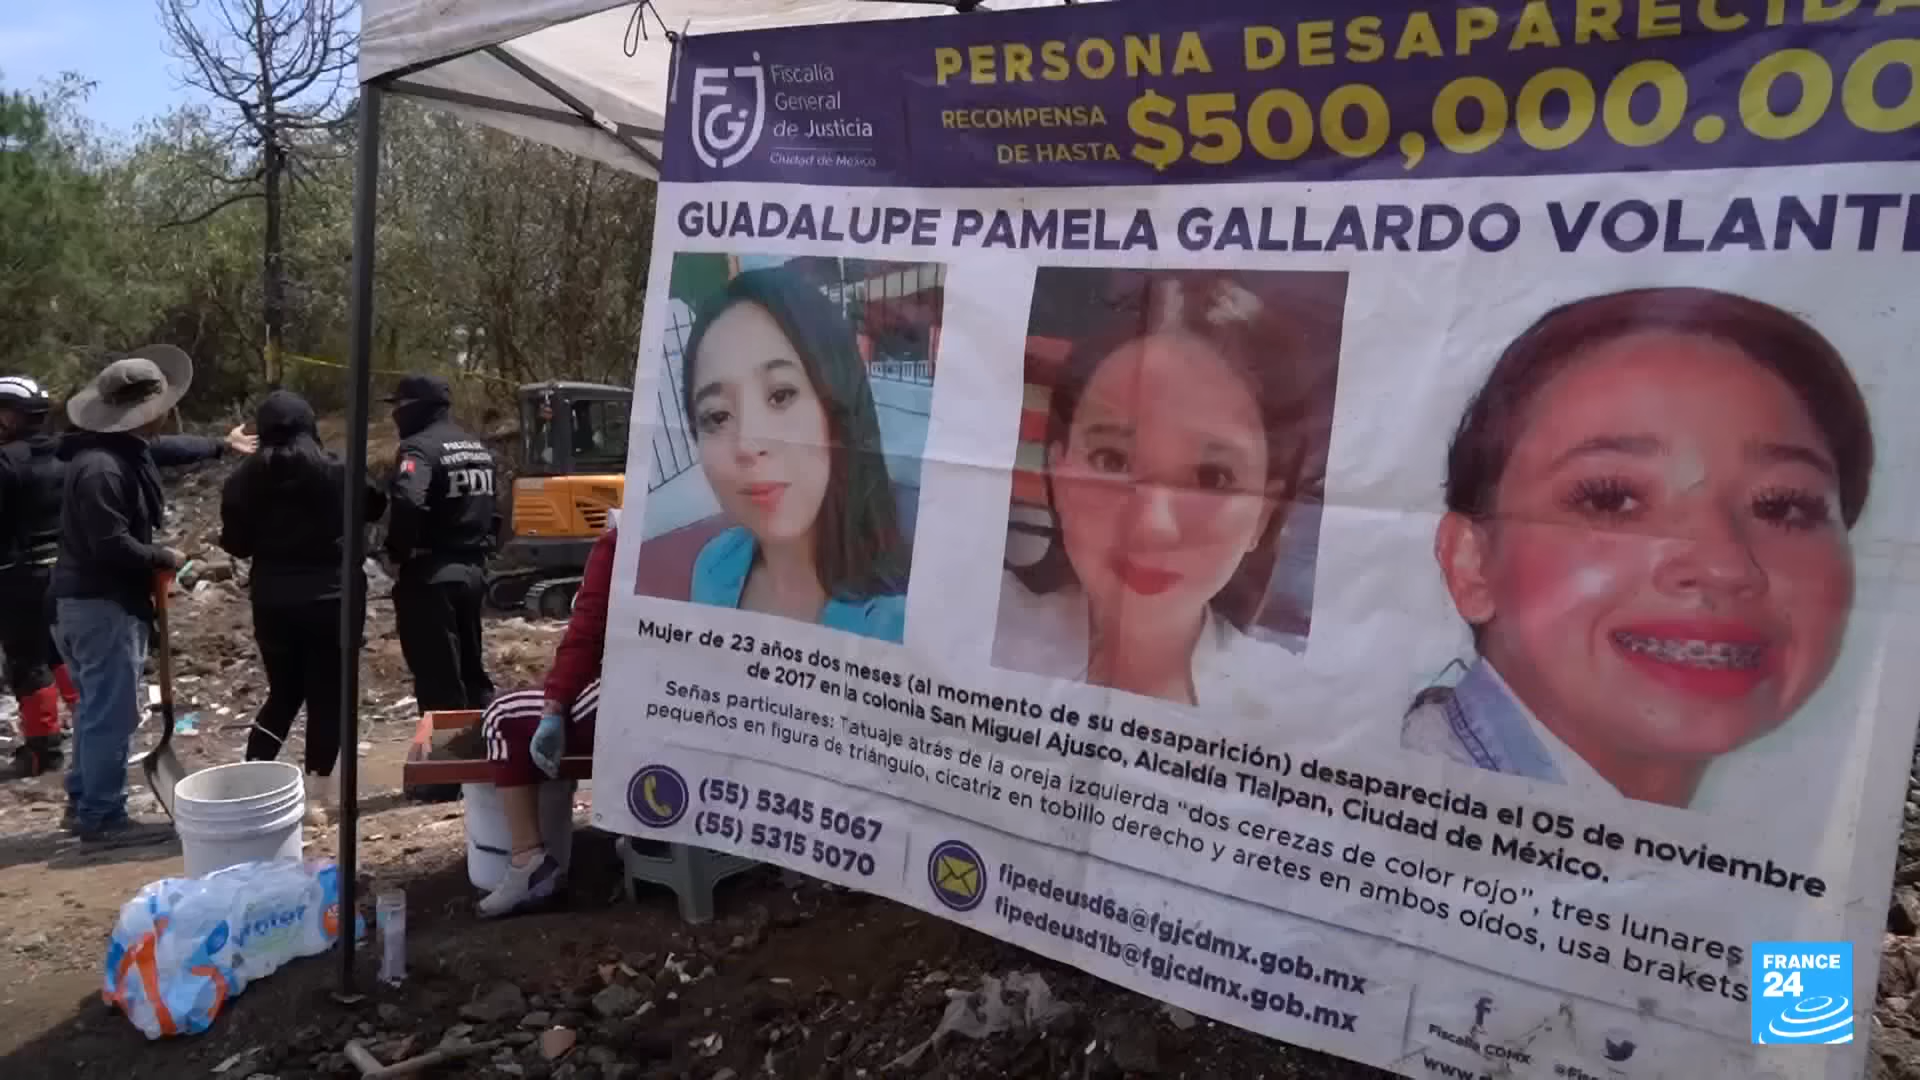 Fiscalía
General
de Justicia
Ciudad de México
PERSONA DESAPARECIDA
RECOMPENSA
DE HASTA
$500,000.00
GUADALUPE PAMELA GALLARDO VOLANTE
POLICÍA DE
INVESTIGACIÓN
PDI
Mujer de 23 años dos meses (al momento de su desaparición) desaparecida el 05 de noviembre
de 2017 en la colonia San Miguel Ajusco, Alcaldía Tlalpan, Ciudad de México.
Señas particulares: Tatuaje atrás de la oreja izquierda "dos cerezas de color rojo", tres lunares
pequeños en figura de triángulo, cicatriz en tobillo derecho y aretes en ambos oídos, usa brakets
(55) 5345 5067
(55) 5315 5070
fipedeusd6a@fgjcdmx.gob.mx
fipedeusd1b@fgjcdmx.gob.mx
Fiscalía CDMX
FRANCE
24